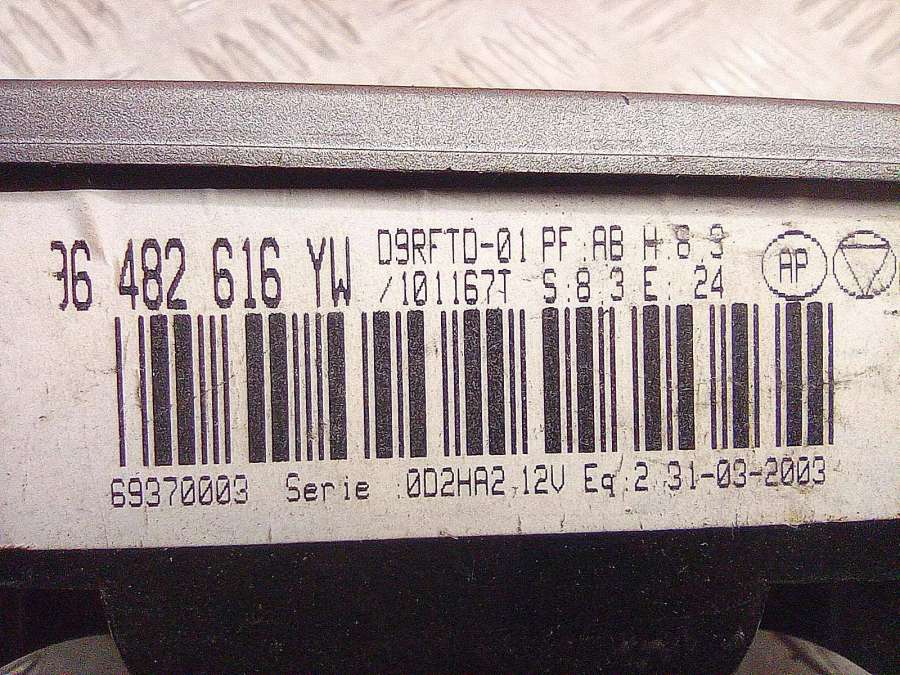 96 482 616 YW D9RFTD-01 PF:AB H:8.3 AP
/101167T S:8.3 E: 24
69370003 Serie :0D2HA2 12V Eq:2 31-03-2003